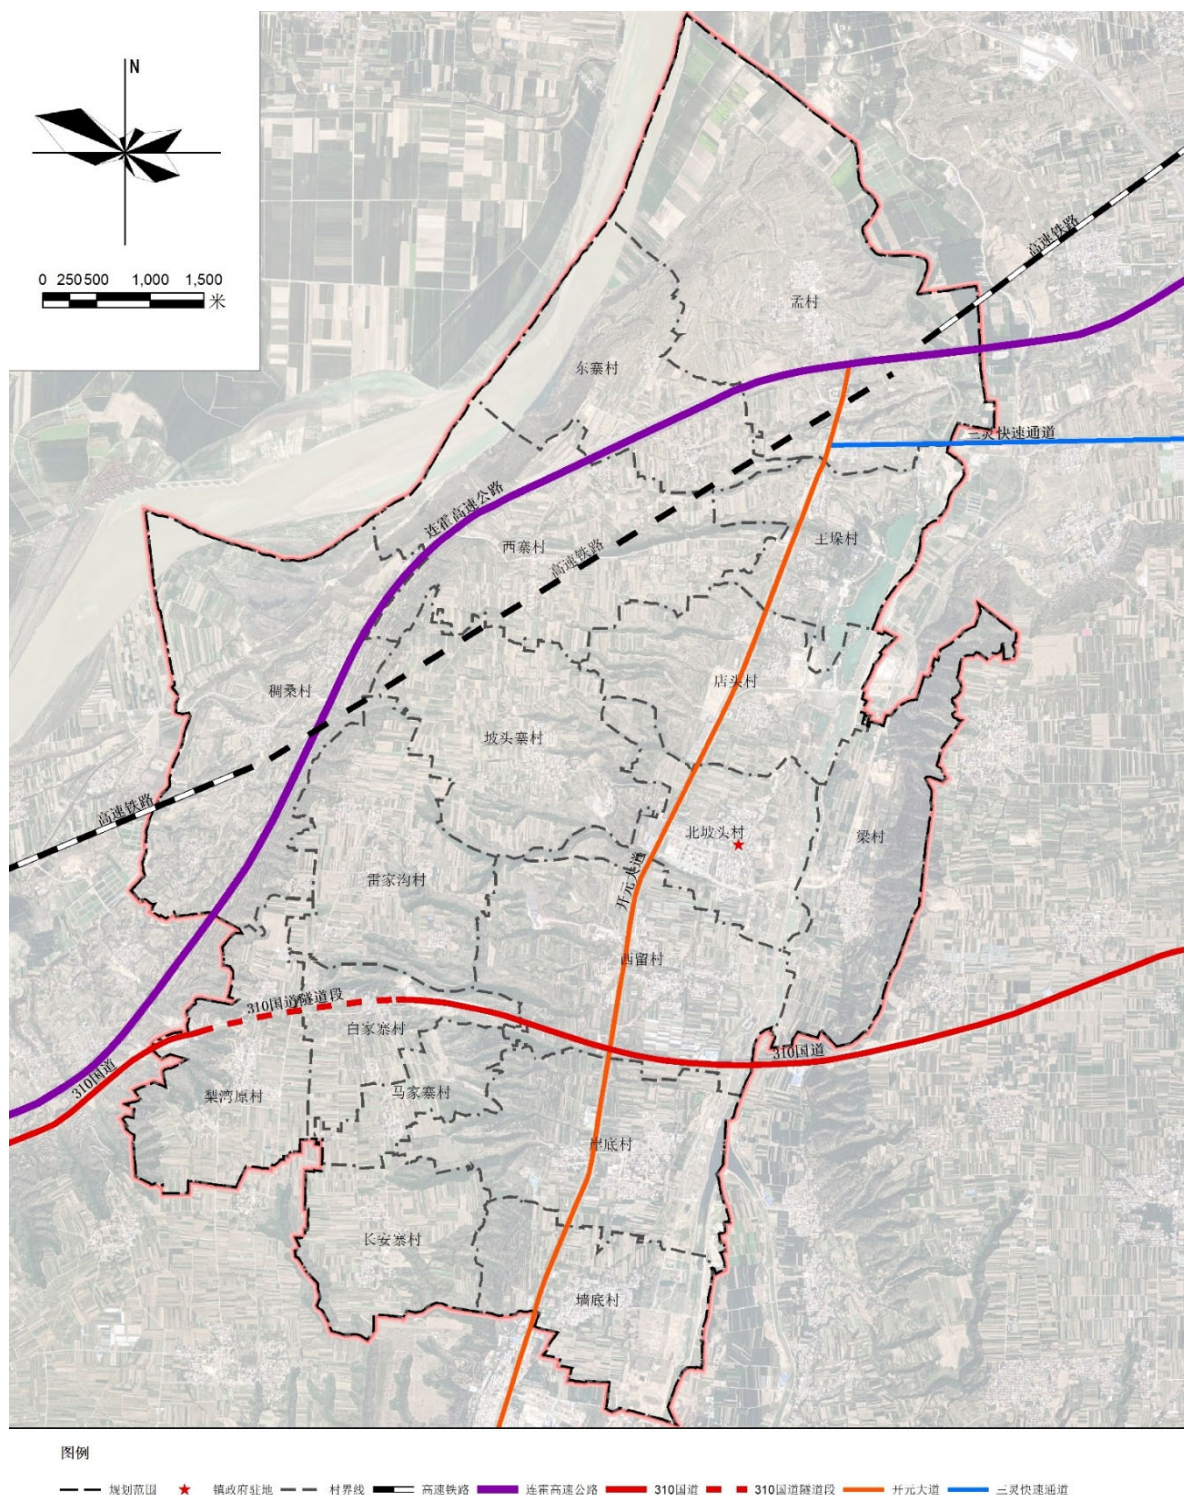 N
0 250 500 1,000 1,500
米
高速铁路
孟村
东寨村
三灵快速通道
连霍高速公路
西寨村
高速铁路
王垛村
稠桑村
店头村
坡头寨村
高速铁路
北坡头村
梁村
雷家沟村
开元大道
西留村
310国道隧道段
白家寨村
310国道
310国道
梨湾原村
马家寨村
岸底村
长安寨村
墙底村
图例
规划范围 镇政府驻地 村界线 高速铁路 连霍高速公路 310国道 310国道隧道段 开元大道 三灵快速通道